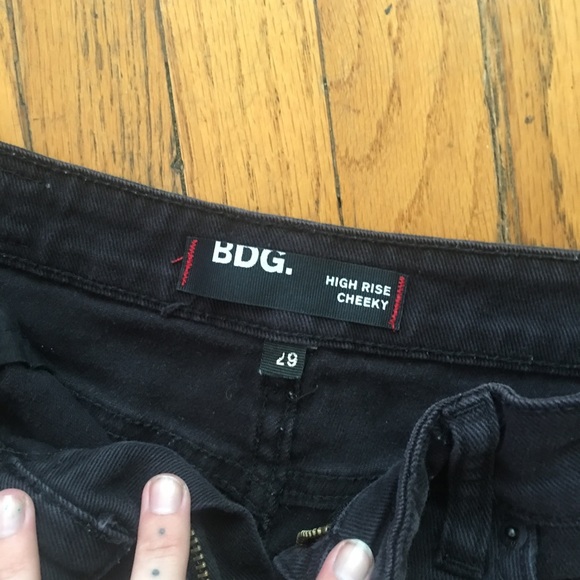 BDG.
HIGH RISE
CHEEKY
29